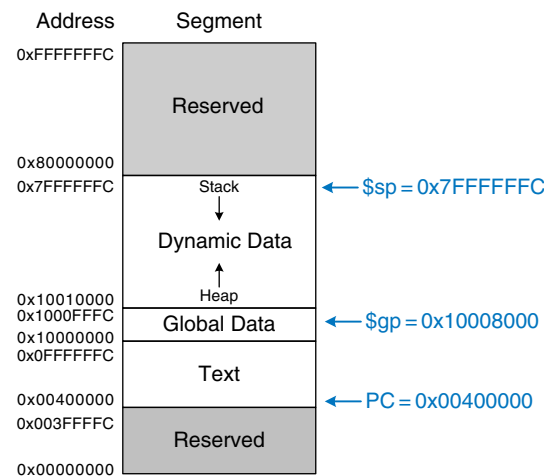 Address Segment
0xFFFFFFFC
Reserved
0x80000000
0x7FFFFFFC Stack $sp = 0x7FFFFFFC
Dynamic Data
0x10010000 Heap
0x1000FFFC
Global Data $gp = 0x10008000
0x10000000
0x0FFFFFFC
Text
0x00400000 PC = 0x00400000
0x003FFFFC
Reserved
0x00000000